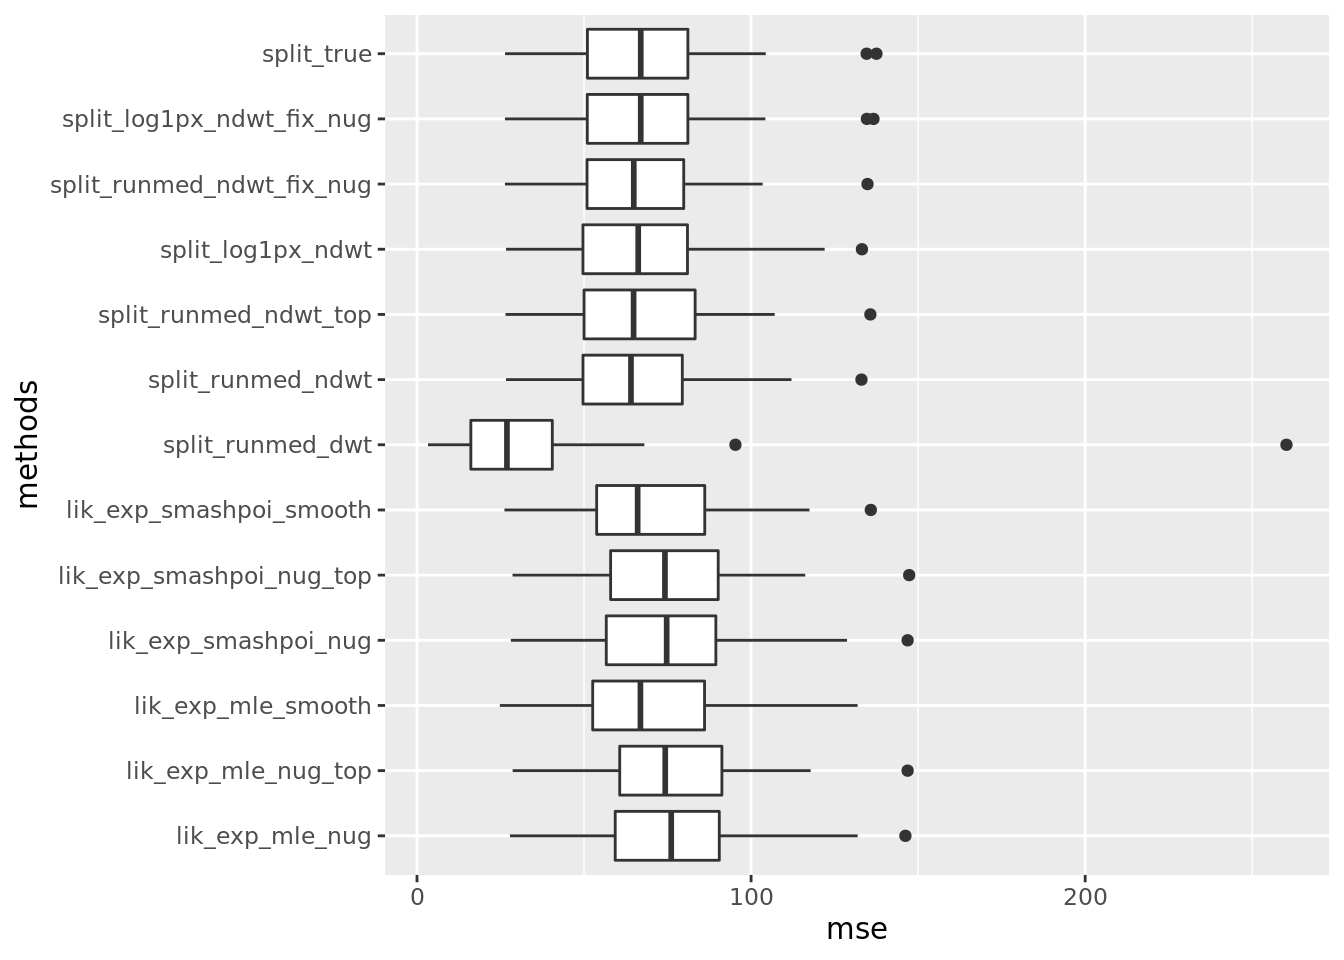 split_true
split_log1px_ndwt_fix_nug
split_runmed_ndwt_fix_nug
split_log1px_ndwt
split_runmed_ndwt_top
split_runmed_ndwt
split_runmed_dwt
lik_exp_smashpoi_smooth
lik_exp_smashpoi_nug_top
lik_exp_smashpoi_nug
lik_exp_mle_smooth
lik_exp_mle_nug_top
lik_exp_mle_nug
methods
0 100 200
mse